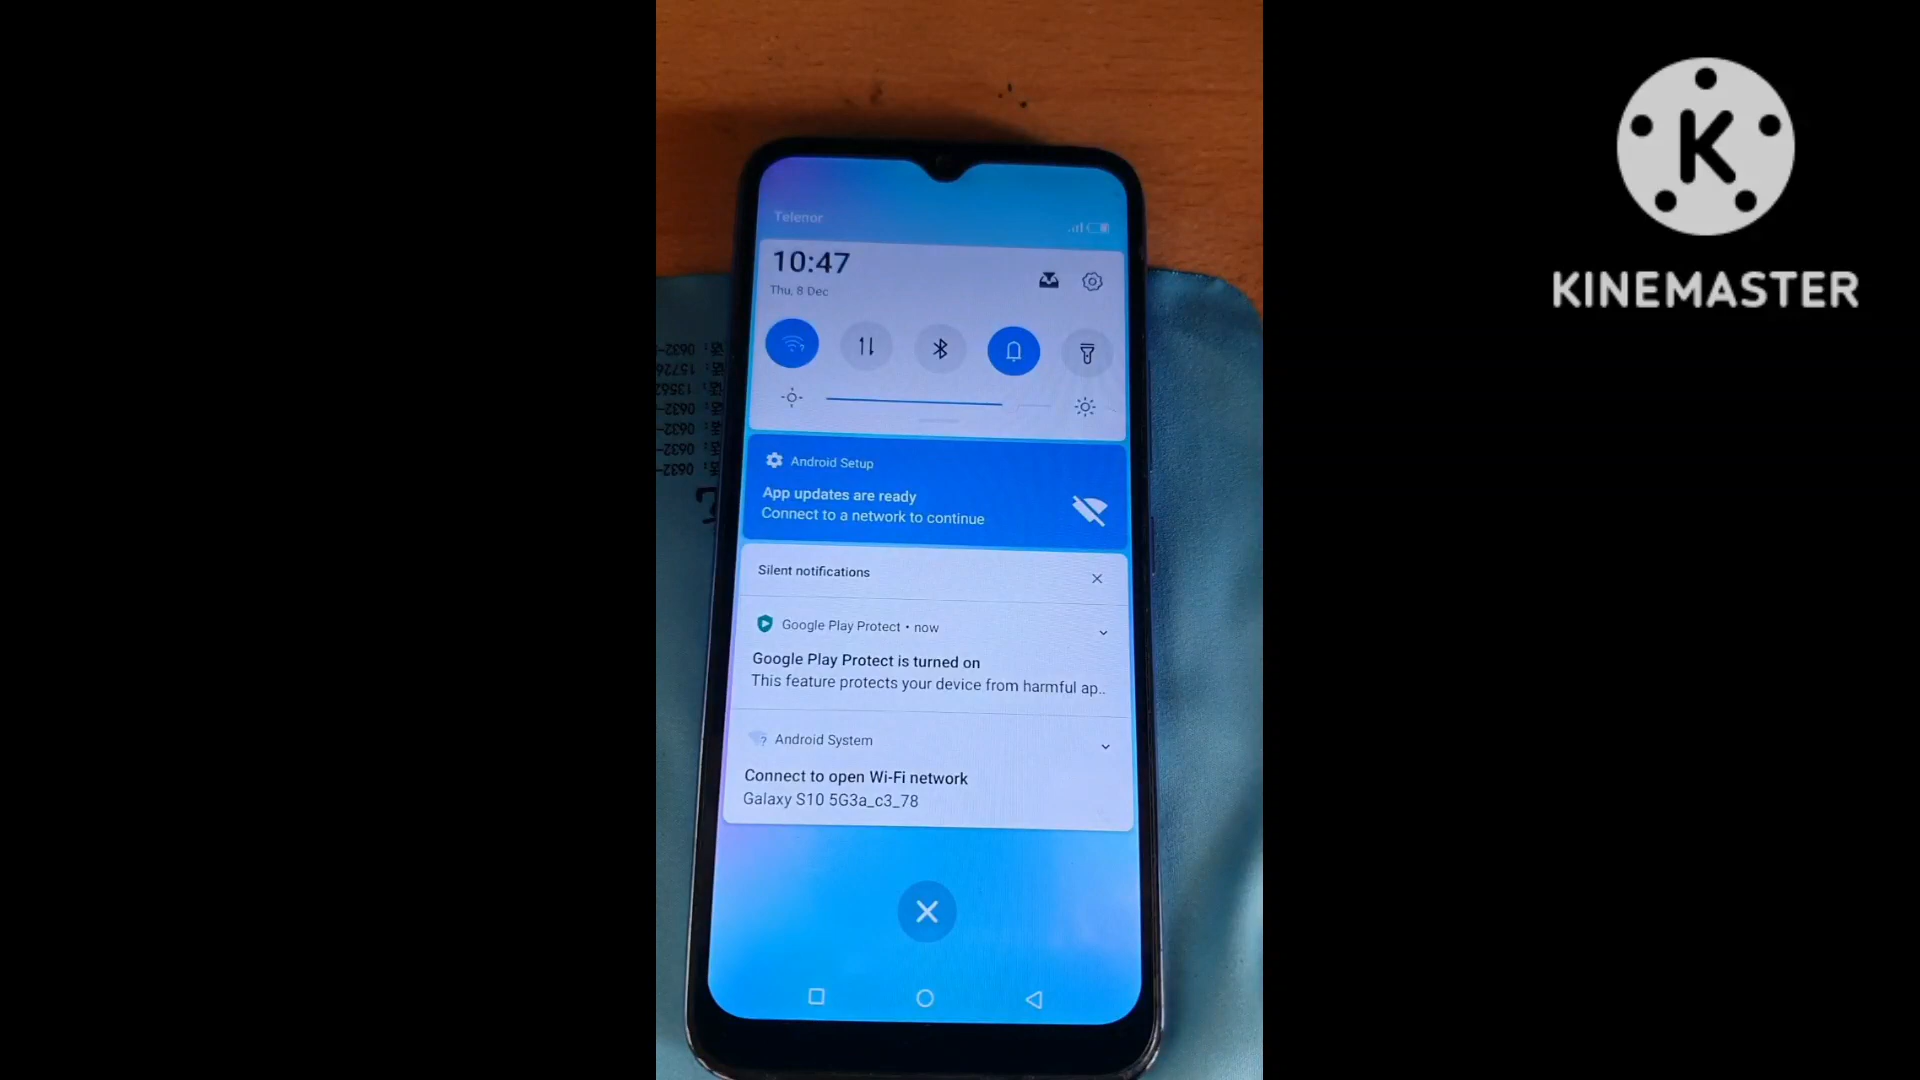 K
KINEMASTER
Telenor
10:47
Thu, 8 Dec
Android Setup
App updates are ready
Connect to a network to continue
Silent notifications
Google Play Protect • now
Google Play Protect is turned on
This feature protects your device from harmful ap..
Android System
Connect to open Wi-Fi network
Galaxy S10 5G3a_c3_78